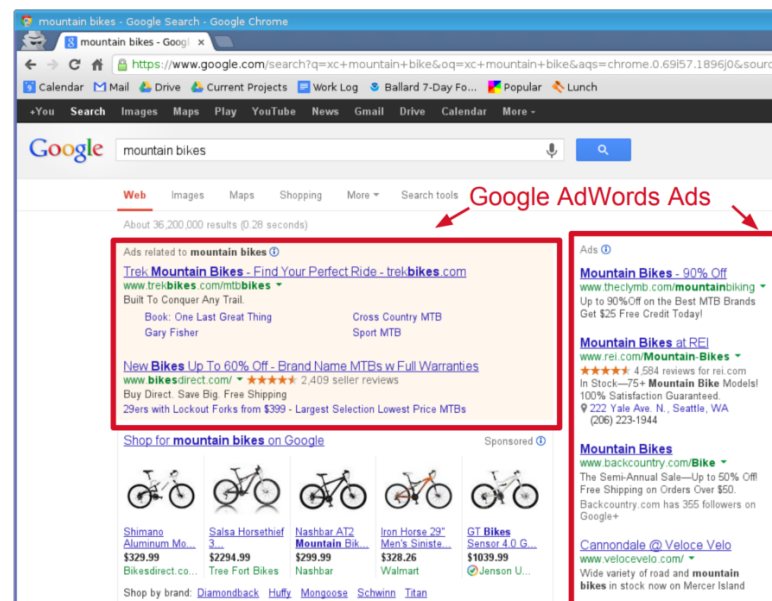 mountain bikes - Google Search - Google Chrome
mountain bikes - Googl ×
https://www.google.com/search?q=xc+mountain+bike&oq=xc+mountain+bike&aqs=chrome.0.69i57.1896j0&sourc
Calendar Mail Drive Current Projects Work Log Ballard 7-Day Fo... Popular Lunch
+You Search Images Maps Play YouTube News Gmail Drive Calendar More
Google mountain bikes
Web Images Maps Shopping More Search tools
Google AdWords Ads
About 36,200,000 results (0.28 seconds)
Ads related to mountain bikes
Trek Mountain Bikes - Find Your Perfect Ride - trekbikes.com
www.trekbikes.com/mtbbikes
Built To Conquer Any Trail.
Book: One Last Great Thing Cross Country MTB
Gary Fisher Sport MTB
New Bikes Up To 60% Off - Brand Name MTBs w Full Warranties
www.bikesdirect.com/ 2,409 seller reviews
Buy Direct. Save Big. Free Shipping
29ers with Lockout Forks from $399 - Largest Selection Lowest Price MTBs
Shop for mountain bikes on Google Sponsored
Shimano Salsa Horsethief Nashbar AT2 Iron Horse 29" GT Bikes
Aluminum Mo... 3... Mountain Bik... Men's Siniste... Sensor 4.0 G...
$329.99 $2294.99 $299.99 $328.26 $1039.99
Bikesdirect.co... Tree Fort Bikes Nashbar Walmart Jenson U...
Shop by brand: Diamondback Huffy Mongoose Schwinn Titan
Ads
Mountain Bikes - 90% Off
www.theclymb.com/mountainbiking
Up to 90%Off on the Best MTB Brands
Get $25 Free Credit Today!
Mountain Bikes at REI
www.rei.com/Mountain-Bikes
4,584 reviews for rei.com
In Stock—75+ Mountain Bike Models!
100% Satisfaction Guaranteed.
222 Yale Ave. N., Seattle, WA
(206) 223-1944
Mountain Bikes
www.backcountry.com/Bike
The Semi-Annual Sale—Up to 50% Off!
Free Shipping on Orders Over $50.
Backcountry.com has 355 followers on
Google+
Cannondale @ Veloce Velo
www.velocevelo.com/
Wide variety of road and mountain
bikes in stock now on Mercer Island